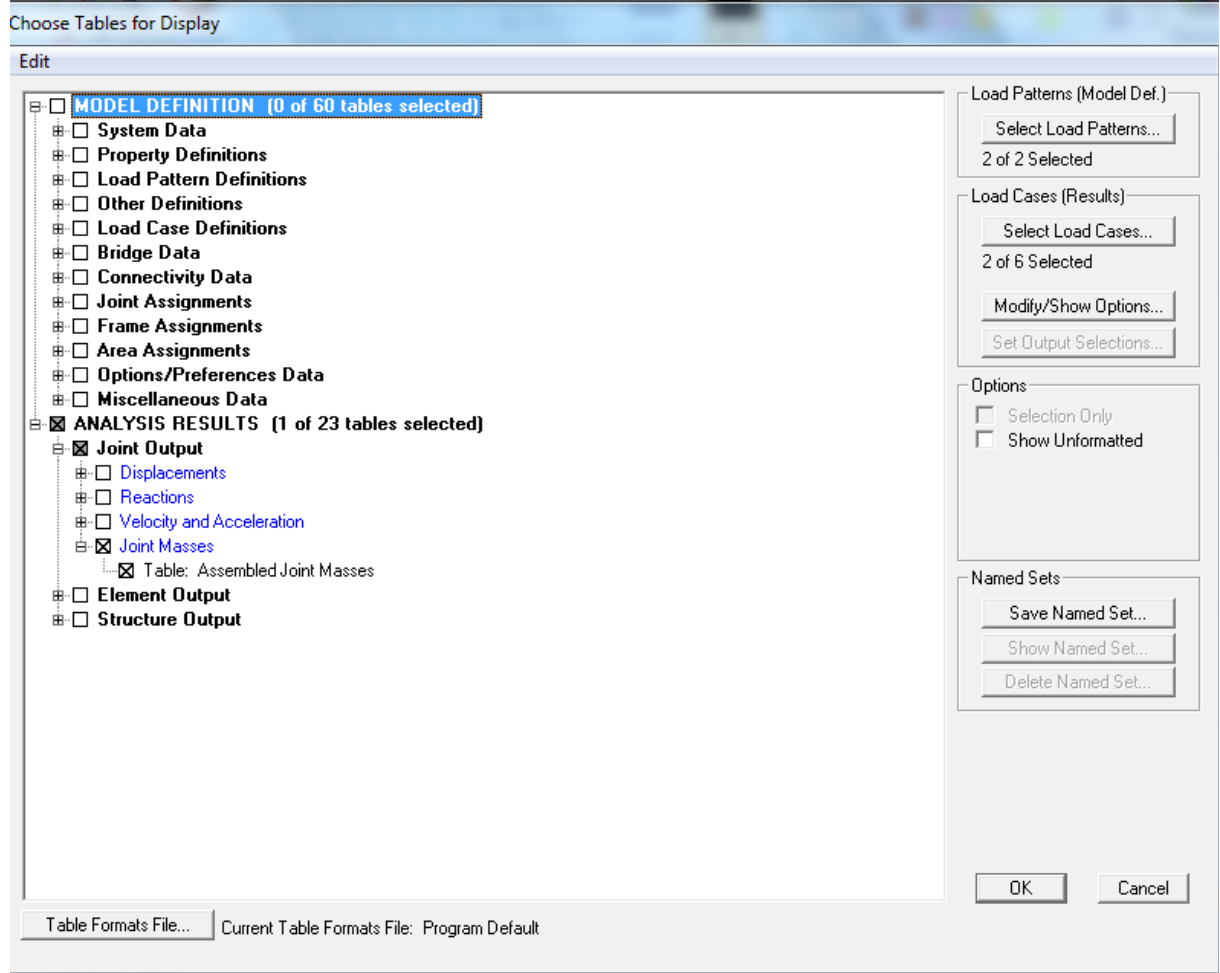 Choose Tables for Display
Edit
MODEL DEFINITION (0 of 60 tables selected)
System Data
Property Definitions
Load Pattern Definitions
Other Definitions
Load Case Definitions
Bridge Data
Connectivity Data
Joint Assignments
Frame Assignments
Area Assignments
Options/Preferences Data
Miscellaneous Data
ANALYSIS RESULTS (1 of 23 tables selected)
Joint Output
Displacements
Reactions
Velocity and Acceleration
Joint Masses
Table: Assembled Joint Masses
Element Output
Structure Output
Load Patterns (Model Def.)
Select Load Patterns...
2 of 2 Selected
Load Cases (Results)
Select Load Cases...
2 of 6 Selected
Modify/Show Options...
Set Output Selections...
Options
Selection Only
Show Unformatted
Named Sets
Save Named Set...
Show Named Set...
Delete Named Set...
OK Cancel
Table Formats File... Current Table Formats File: Program Default